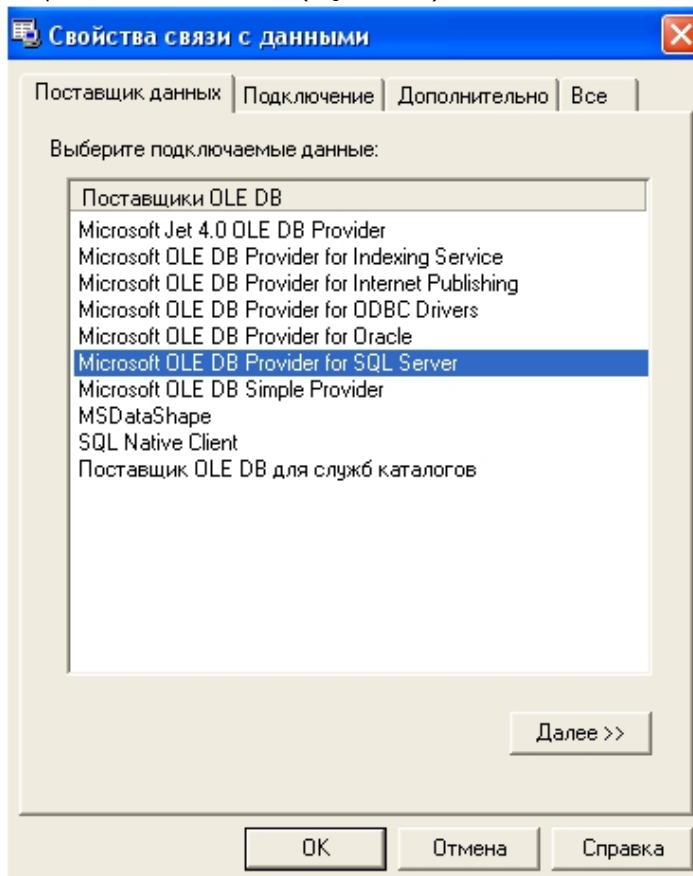 Свойства связи с данными
Поставщик данных Подключение Дополнительно Все
Выберите подключаемые данные:
Поставщики OLE DB
Microsoft Jet 4.0 OLE DB Provider
Microsoft OLE DB Provider for Indexing Service
Microsoft OLE DB Provider for Internet Publishing
Microsoft OLE DB Provider for ODBC Drivers
Microsoft OLE DB Provider for Oracle
Microsoft OLE DB Provider for SQL Server
Microsoft OLE DB Simple Provider
MSDataShape
SQL Native Client
Поставщик OLE DB для служб каталогов
Далее >>
ОК Отмена Справка